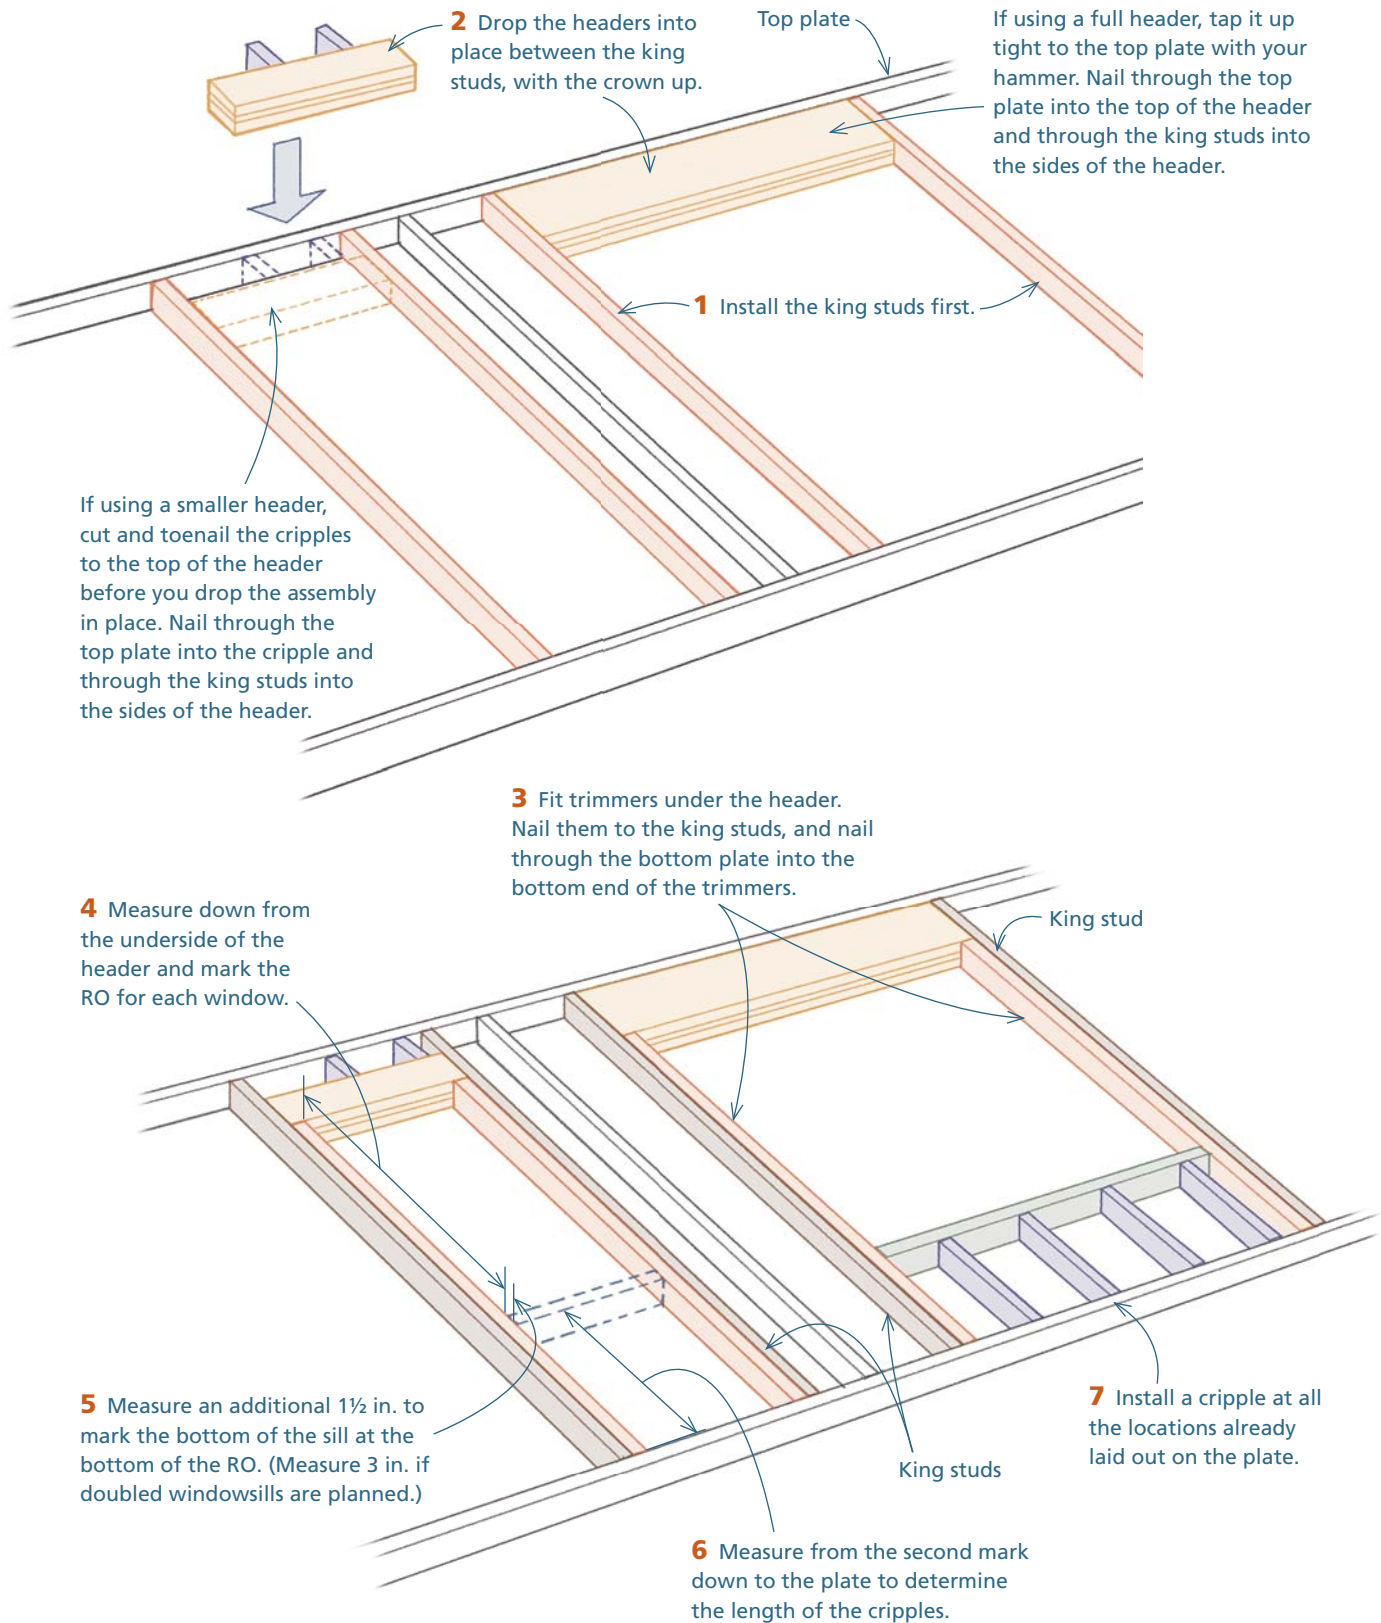 2 Drop the headers into
place between the king
studs, with the crown up.
Top plate
If using a full header, tap it up
tight to the top plate with your
hammer. Nail through the top
plate into the top of the header
and through the king studs into
the sides of the header.
1 Install the king studs first.
If using a smaller header,
cut and toenail the cripples
to the top of the header
before you drop the assembly
in place. Nail through the
top plate into the cripple and
through the king studs into
the sides of the header.
3 Fit trimmers under the header.
Nail them to the king studs, and nail
through the bottom plate into the
bottom end of the trimmers.
4 Measure down from
the underside of the
header and mark the
RO for each window.
King stud
5 Measure an additional 1½ in. to
mark the bottom of the sill at the
bottom of the RO. (Measure 3 in. if
doubled windowsills are planned.)
King studs
7 Install a cripple at all
the locations already
laid out on the plate.
6 Measure from the second mark
down to the plate to determine
the length of the cripples.